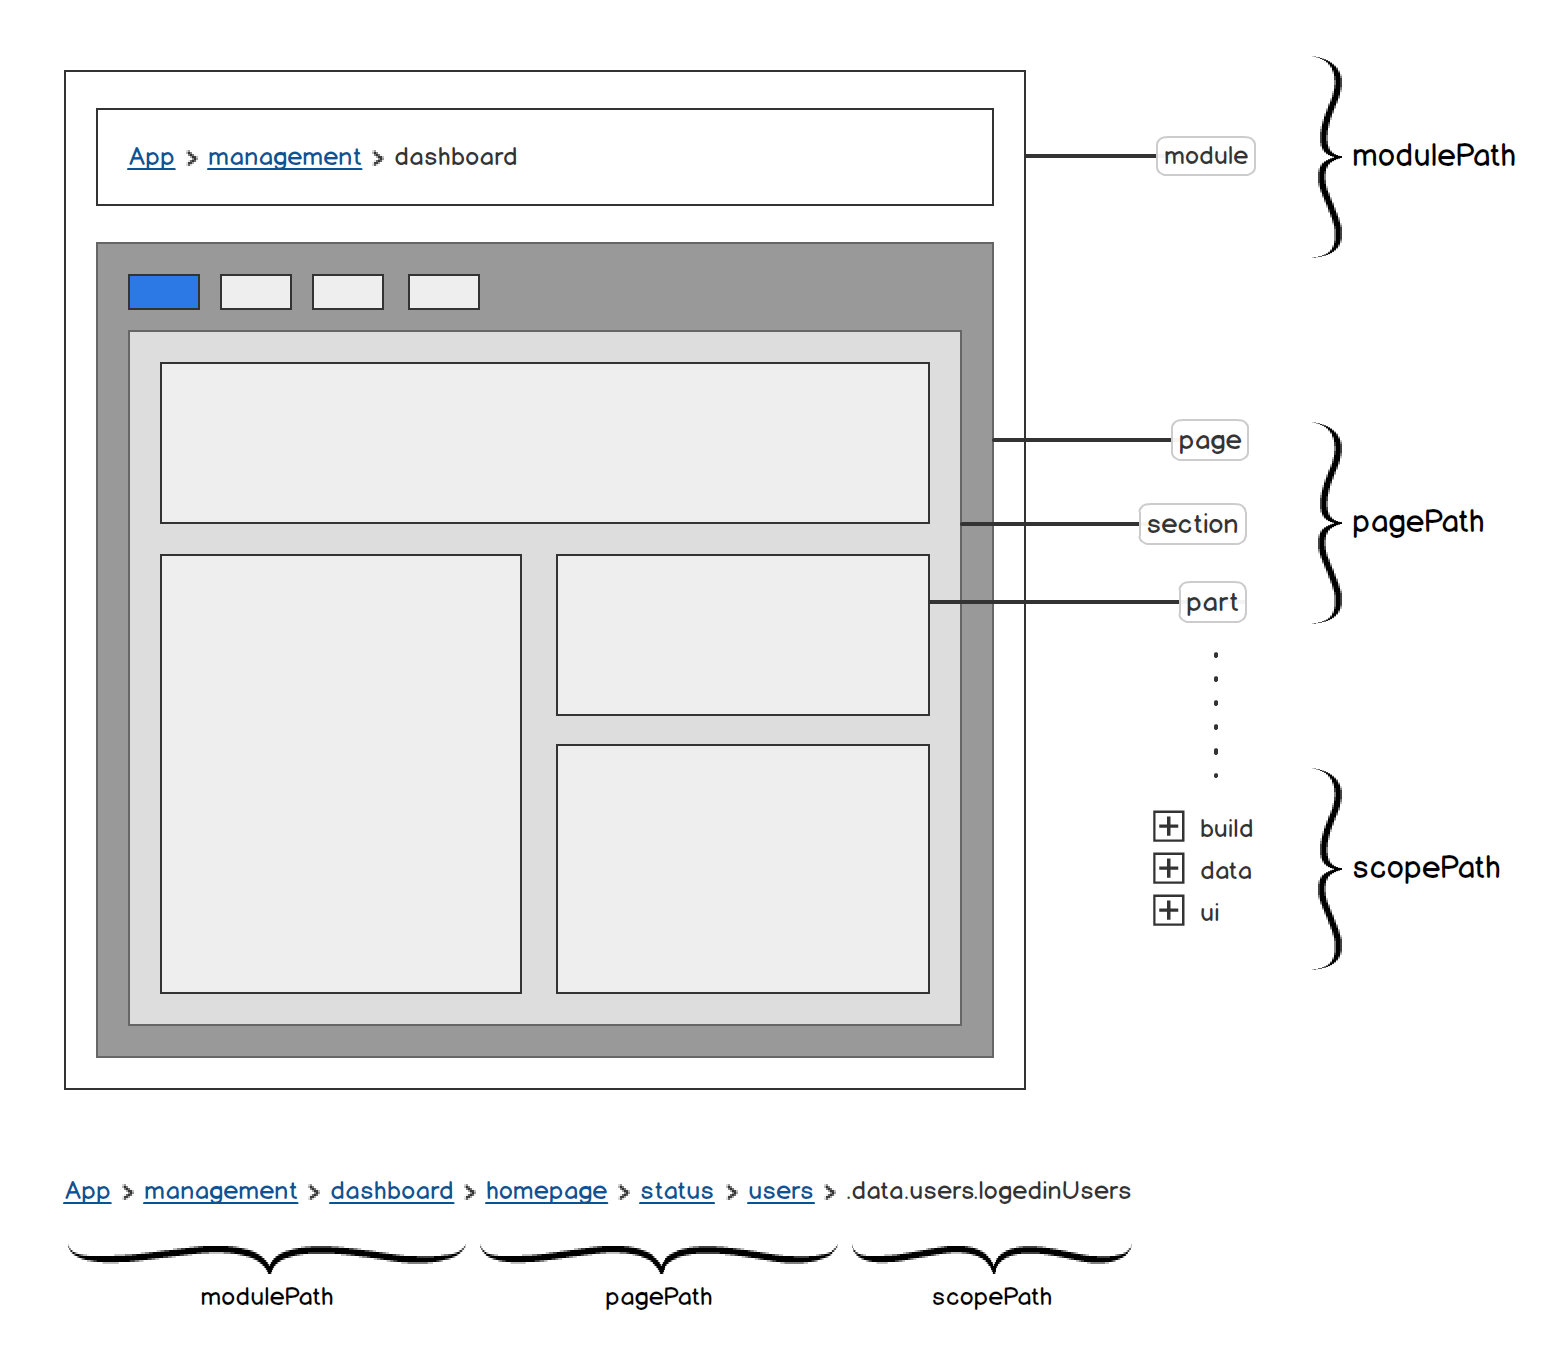 App > management > dashboard
module
modulePath
page
section
pagePath
part
build
data
scopePath
ui
App > management > dashboard > homepage > status > users > .data.users.logedinUsers
modulePath
pagePath
scopePath